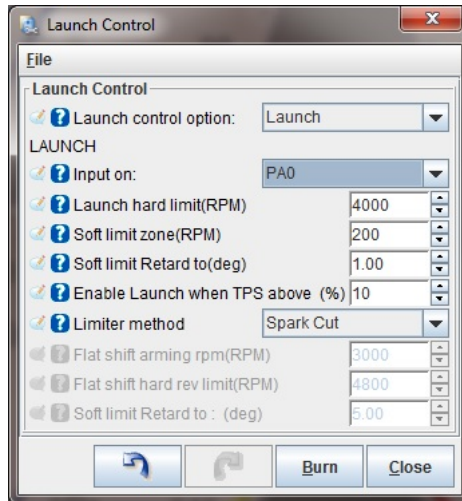 Launch Control
File
Launch Control
Launch control option: Launch
LAUNCH
Input on: PA0
Launch hard limit(RPM) 4000
Soft limit zone(RPM) 200
Soft limit Retard to(deg) 1.00
Enable Launch when TPS above (%) 10
Limiter method Spark Cut
Flat shift arming rpm(RPM) 3000
Flat shift hard rev limit(RPM) 4800
Soft limit Retard to : (deg) 5.00
Burn Close